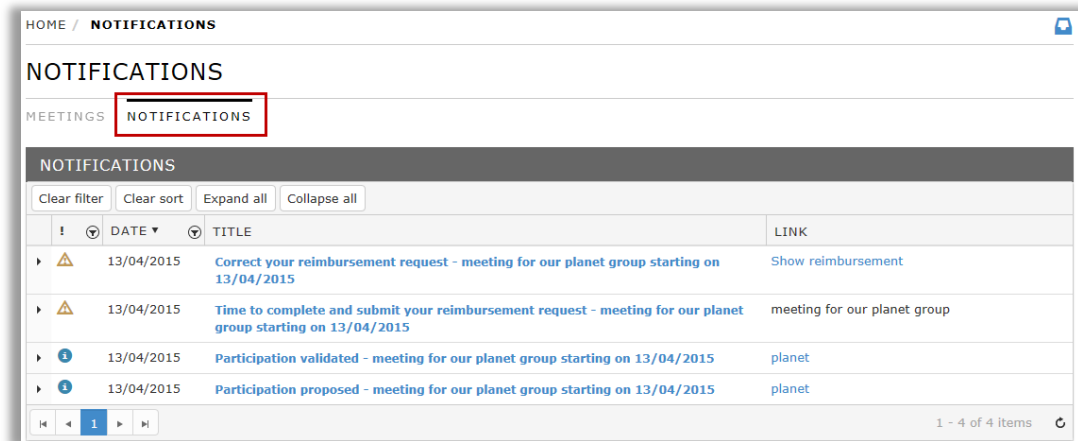 HOME / NOTIFICATIONS
NOTIFICATIONS
MEETINGS NOTIFICATIONS
NOTIFICATIONS
Clear filter Clear sort Expand all Collapse all
! DATE ▼ TITLE LINK
13/04/2015 Correct your reimbursement request - meeting for our planet group starting on Show reimbursement
13/04/2015
13/04/2015 Time to complete and submit your reimbursement request - meeting for our planet meeting for our planet group
group starting on 13/04/2015
13/04/2015 Participation validated - meeting for our planet group starting on 13/04/2015 planet
13/04/2015 Participation proposed - meeting for our planet group starting on 13/04/2015 planet
1 1 - 4 of 4 items